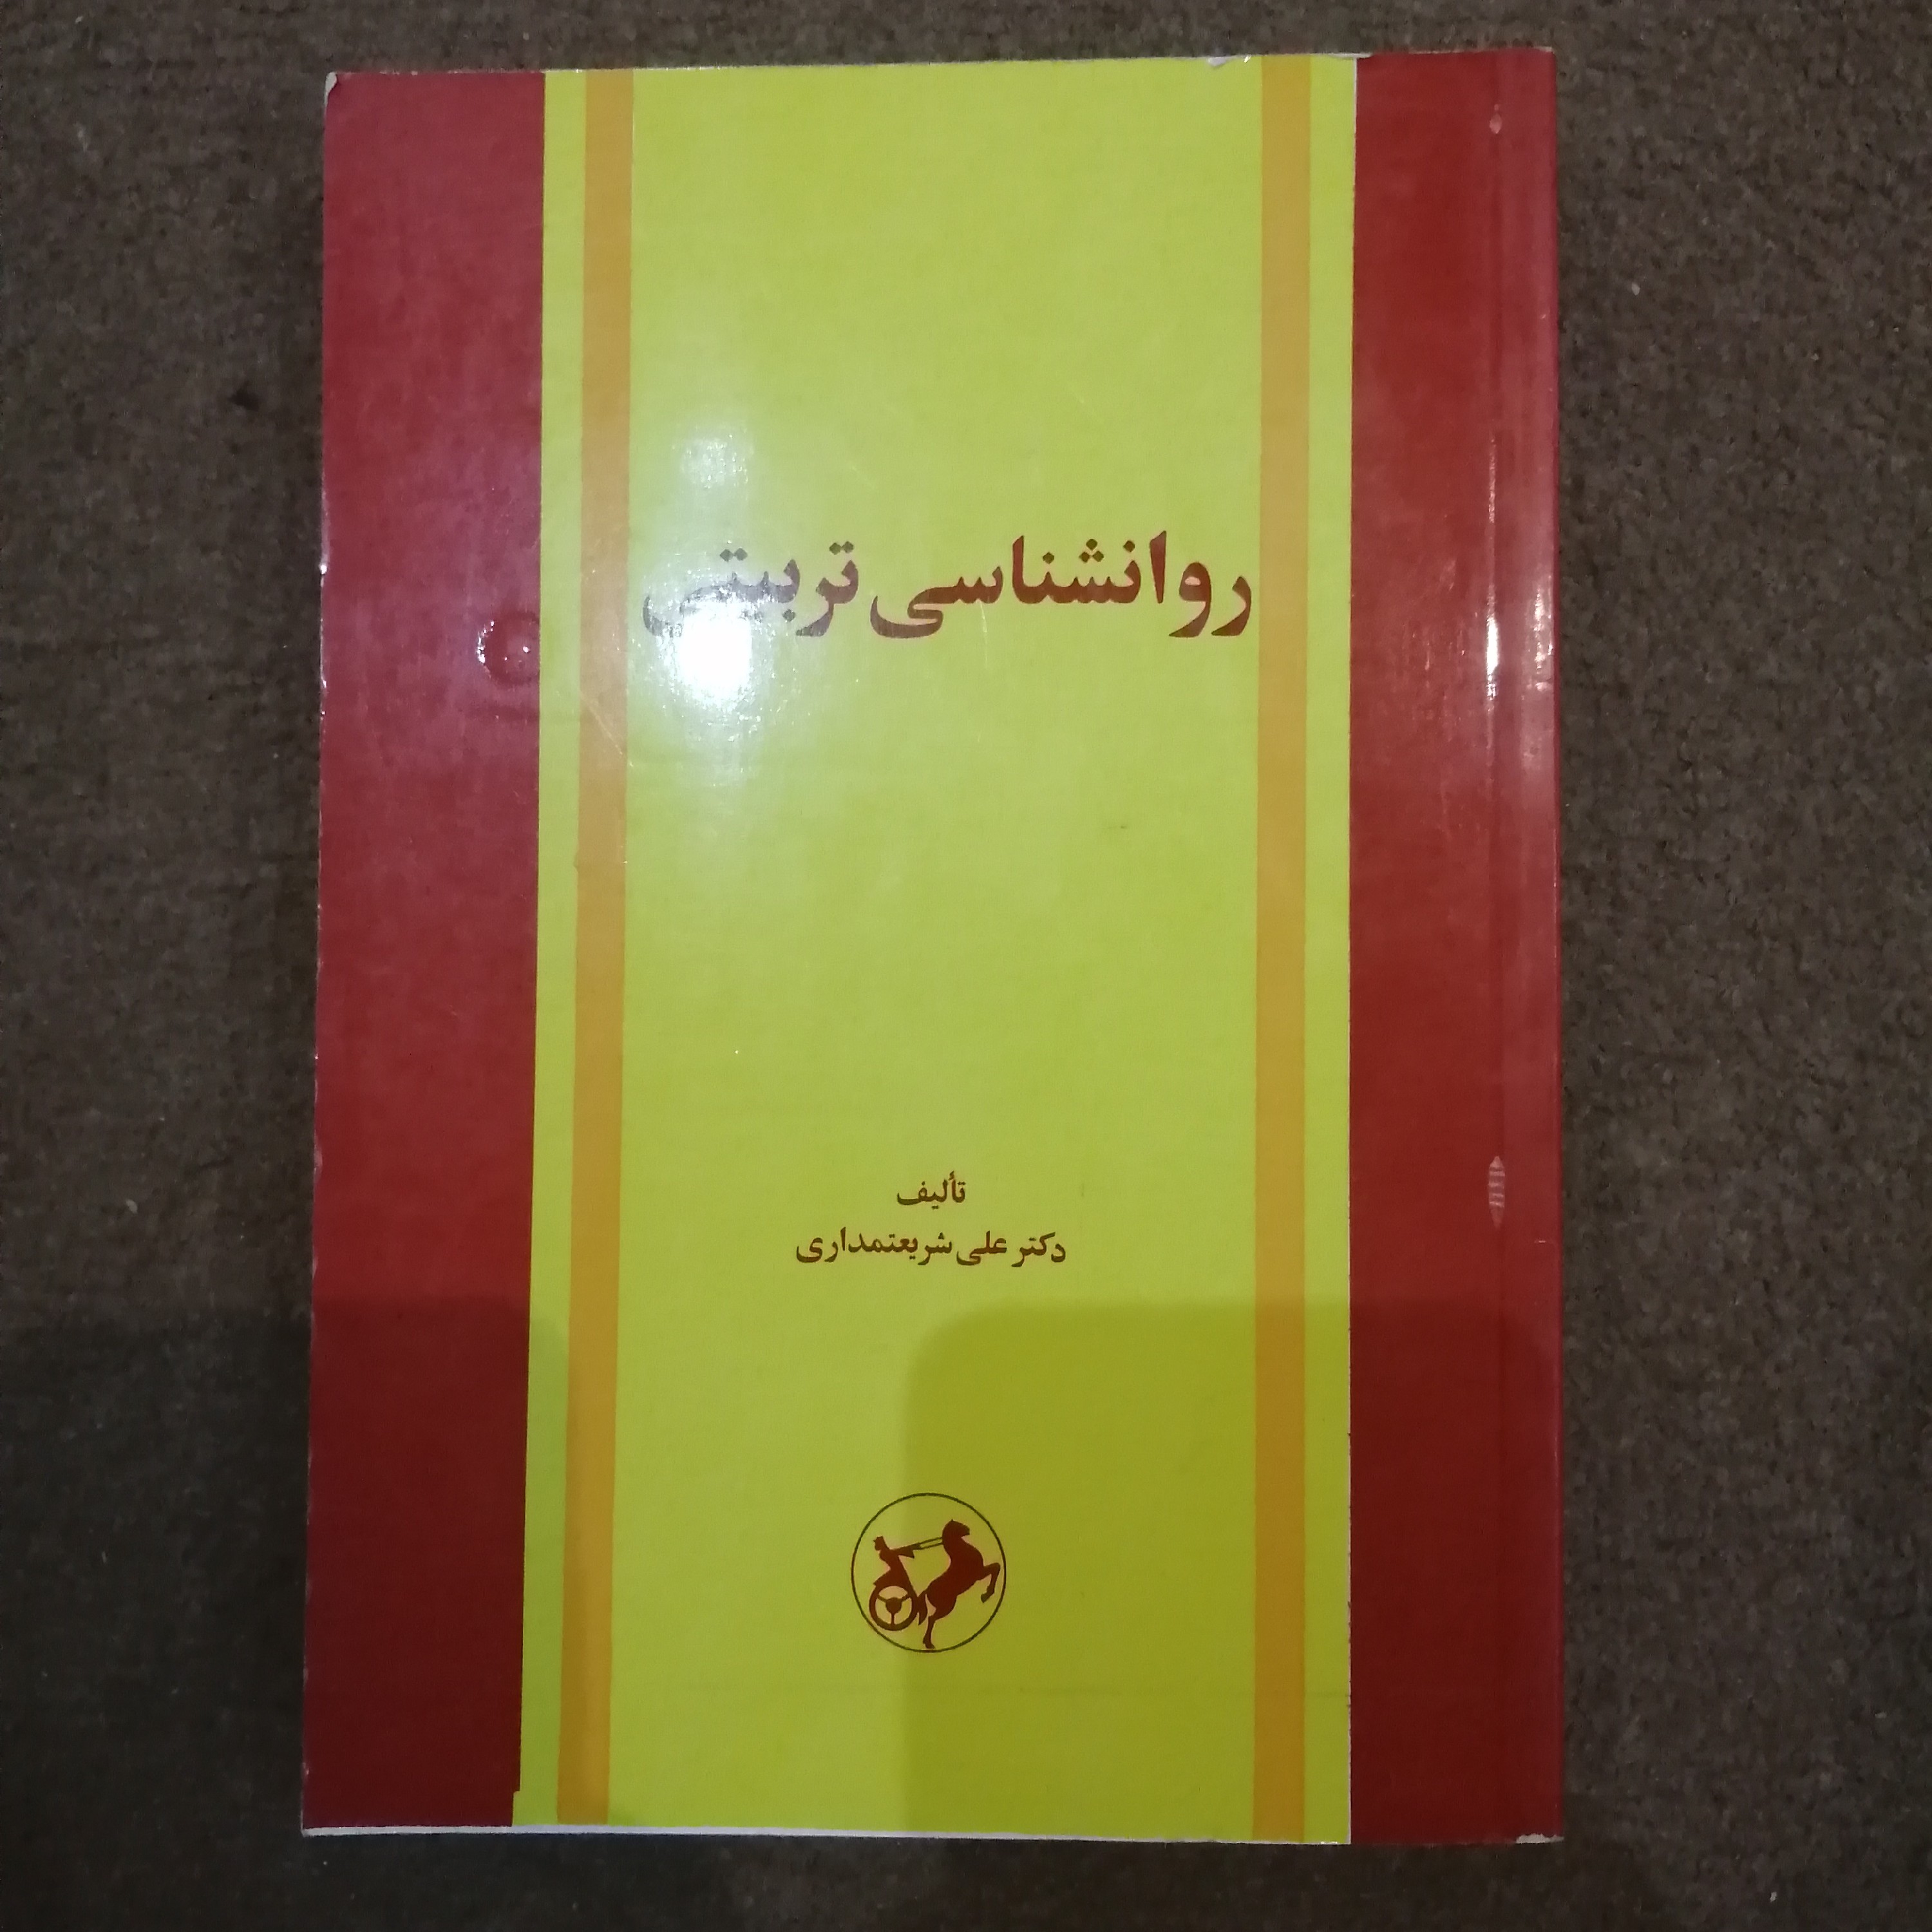 روانشناسی تربیتی
تألیف
دکتر علی شریعتمداری